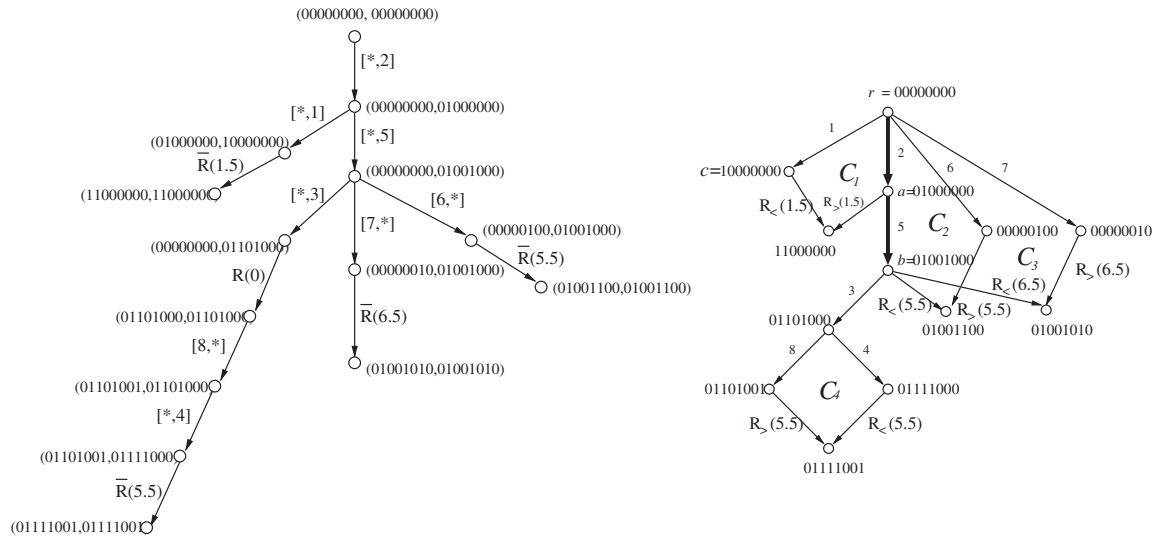 (00000000, 00000000)
[*,2]
(00000000,01000000)
[*,1]
[*,5]
(01000000,10000000)
R̅(1.5)
(11000000,11000000)
(00000000,01001000)
[*,3]
[7,*]
[6,*]
(00000100,01001000)
(00000000,01101000)
R̅(5.5)
R(0)
(00000010,01001000)
(01001100,01001100)
(01101000,01101000)
R̅(6.5)
[8,*]
(01001010,01001010)
(01101001,01101000)
[*,4]
(01101001,01111000)
R̅(5.5)
(01111001,01111001)
r = 00000000
1
2
6
7
c=10000000
C1
a=01000000
R<(1.5)
R>(1.5)
11000000
5
C2
00000100
00000010
C3
R>(6.5)
b=01001000
R<(6.5)
R<(5.5)
R>(5.5)
3
01001100
01001010
01101000
8
4
01101001
C4
01111000
R>(5.5)
R<(5.5)
01111001